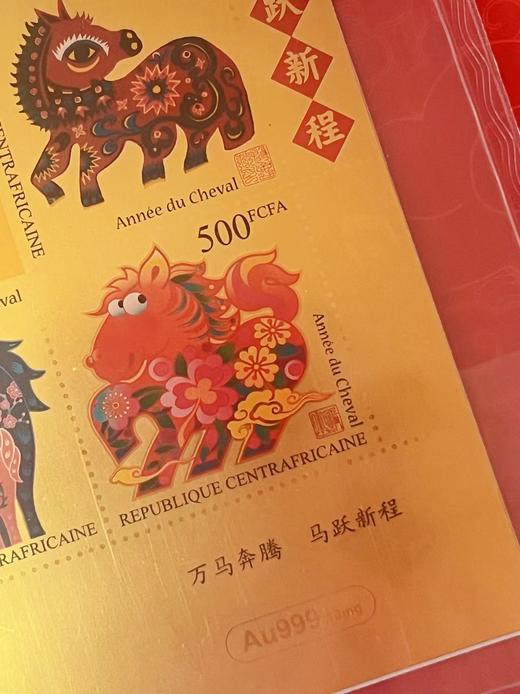 跃
新
程
CENTRAFRICAINE
Année du Cheval
500FCFA
val
Année du Cheval
REPUBLIQUE CENTRAFRICAINE
RAFRICAINE
万马奔腾 马跃新程
Au999